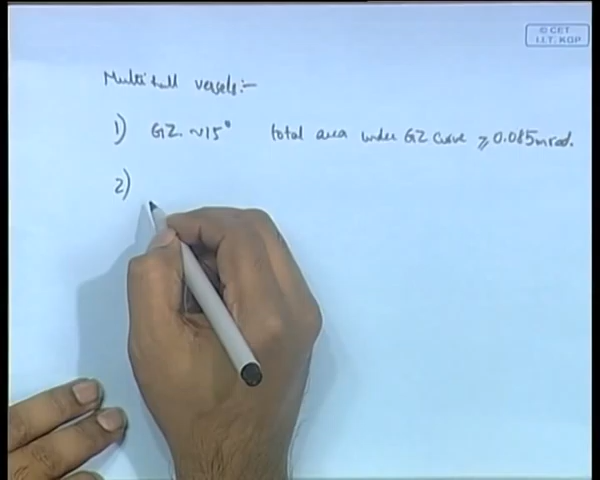 © CET
I.I.T. KGP
Multi hull vessels:-
1) GZ. ~15° total area under GZ curve ≥ 0.085 m rad.
2)